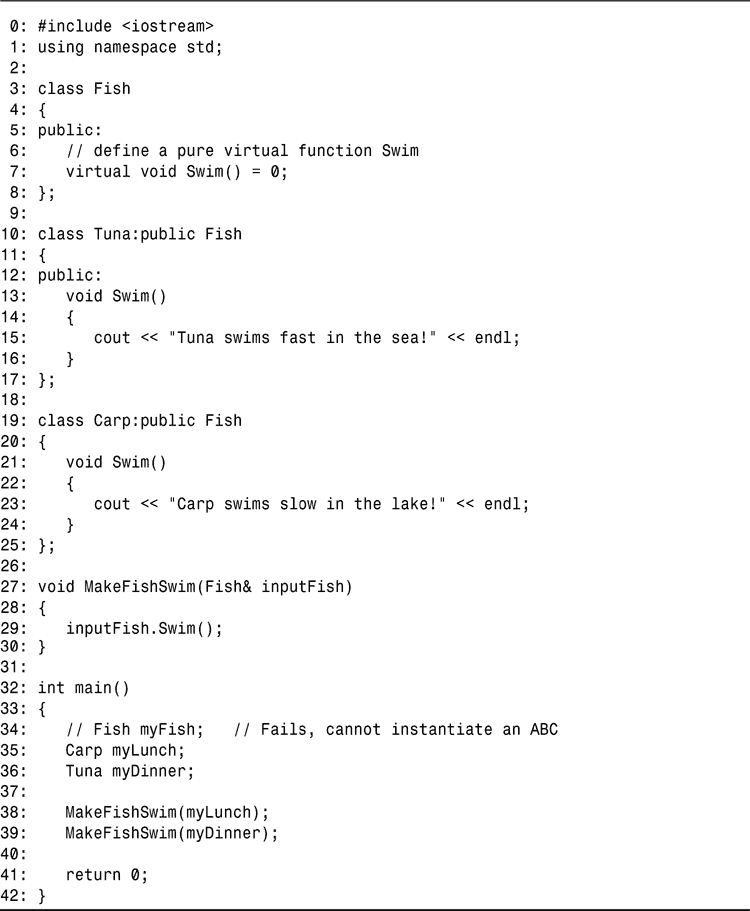 0: #include <iostream>
1: using namespace std;
2:
3: class Fish
4: {
5: public:
6:    // define a pure virtual function Swim
7:    virtual void Swim() = 0;
8: };
9:
10: class Tuna:public Fish
11: {
12: public:
13:    void Swim()
14:    {
15:       cout << "Tuna swims fast in the sea!" << endl;
16:    }
17: };
18:
19: class Carp:public Fish
20: {
21:    void Swim()
22:    {
23:       cout << "Carp swims slow in the lake!" << endl;
24:    }
25: };
26:
27: void MakeFishSwim(Fish& inputFish)
28: {
29:    inputFish.Swim();
30: }
31:
32: int main()
33: {
34:    // Fish myFish;   // Fails, cannot instantiate an ABC
35:    Carp myLunch;
36:    Tuna myDinner;
37:
38:    MakeFishSwim(myLunch);
39:    MakeFishSwim(myDinner);
40:
41:    return 0;
42: }